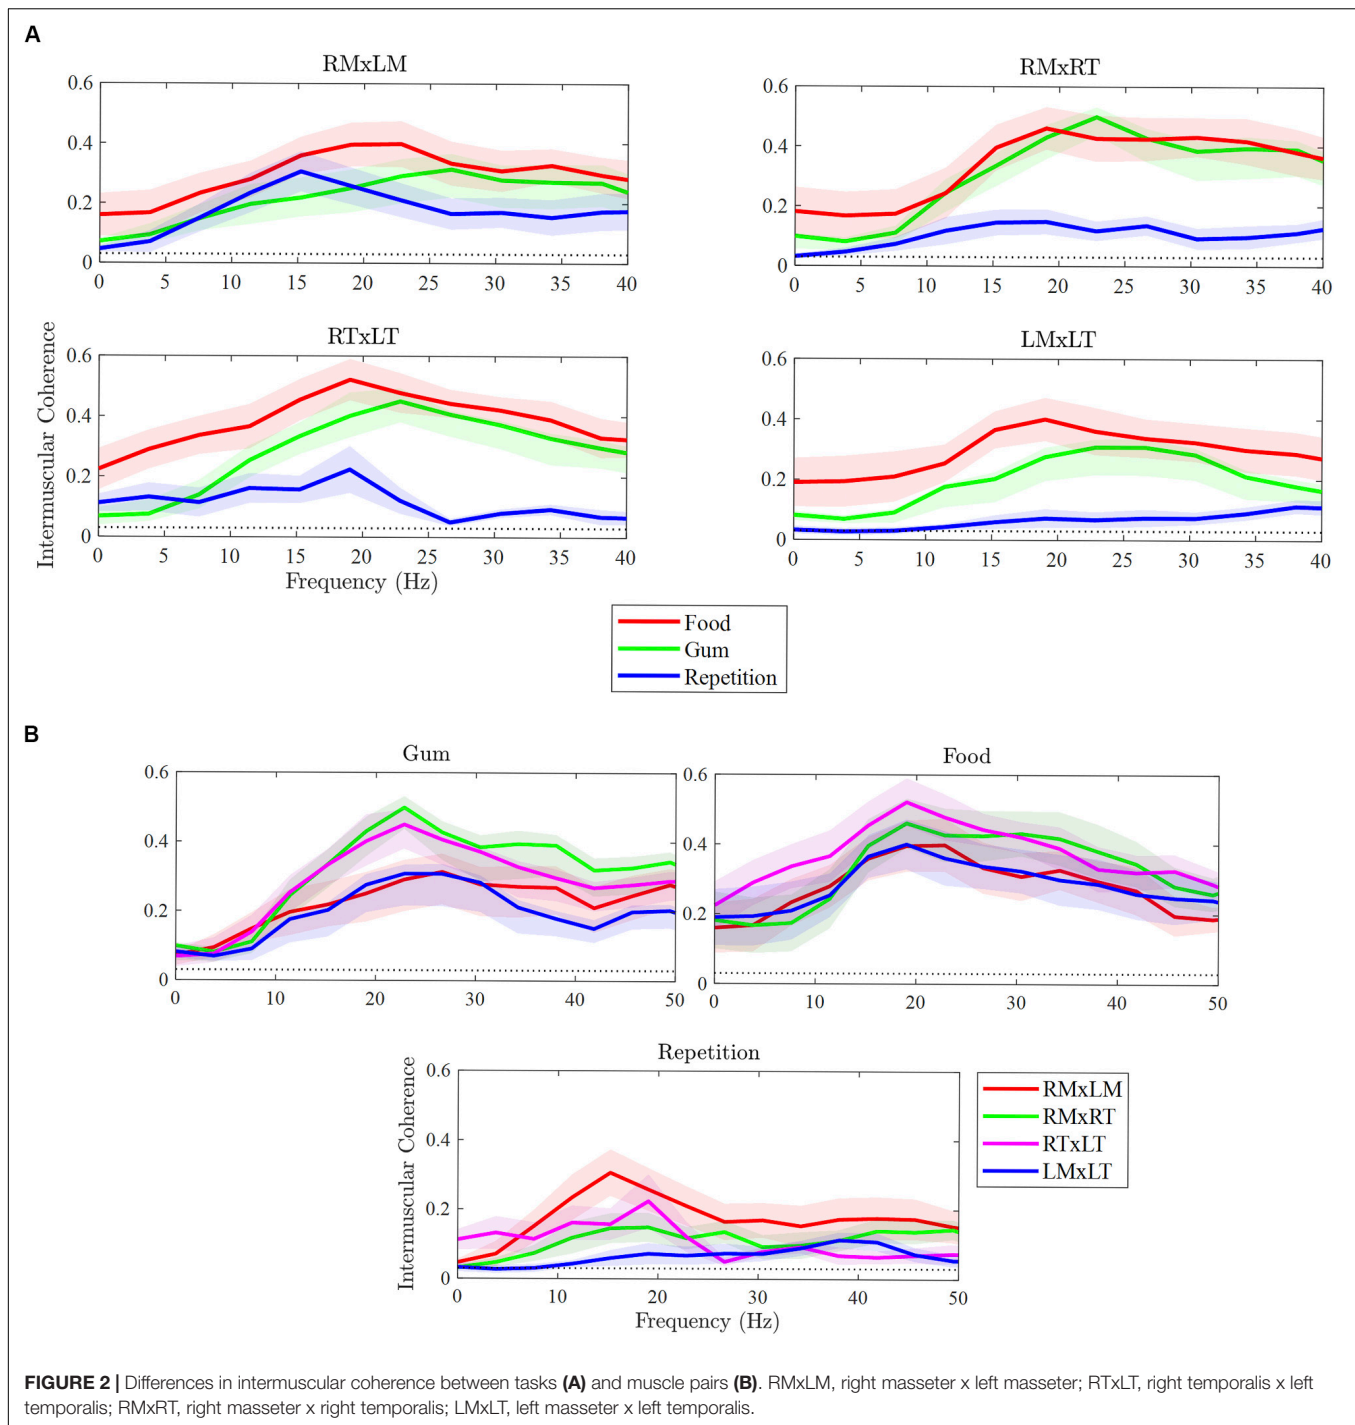 A
RMxLM
0.6
0.4
0.2
0
0 5 10 15 20 25 30 35 40
RMxRT
0.6
0.4
0.2
0
0 5 10 15 20 25 30 35 40
Intermuscular Coherence
RTxLT
0.6
0.4
0.2
0
0 5 10 15 20 25 30 35 40
Frequency (Hz)
LMxLT
0.6
0.4
0.2
0
0 5 10 15 20 25 30 35 40
Food
Gum
Repetition
B
Gum
0.6
0.4
0.2
0
0 10 20 30 40 50
Food
0.6
0.4
0.2
0
0 10 20 30 40 50
Repetition
Intermuscular Coherence
0.6
0.4
0.2
0
0 10 20 30 40 50
Frequency (Hz)
RMxLM
RMxRT
RTxLT
LMxLT
FIGURE 2 | Differences in intermuscular coherence between tasks (A) and muscle pairs (B). RMxLM, right masseter x left masseter; RTxLT, right temporalis x left
temporalis; RMxRT, right masseter x right temporalis; LMxLT, left masseter x left temporalis.